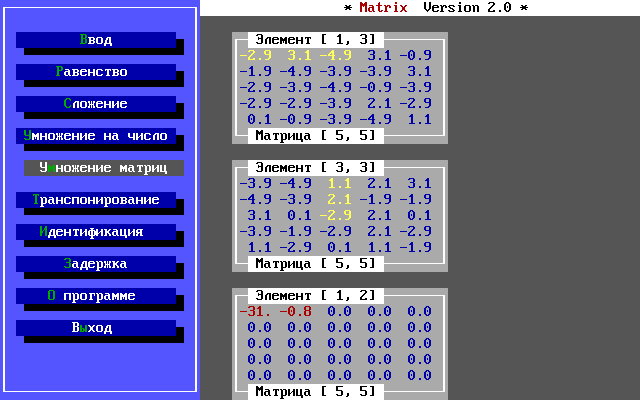 * Matrix Version 2.0 *
Ввод
Равенство
Сложение
Умножение на число
Умножение матриц
Транспонирование
Идентификация
Задержка
О программе
Выход
Элемент [ 1, 3]
-2.9 3.1 -4.9 3.1 -0.9
-1.9 -4.9 -3.9 -3.9 3.1
-2.9 -3.9 -4.9 -0.9 -3.9
-2.9 -2.9 -3.9 2.1 -2.9
0.1 -0.9 -3.9 -4.9 1.1
Матрица [ 5, 5]
Элемент [ 3, 3]
-3.9 -4.9 1.1 2.1 3.1
-4.9 -3.9 2.1 -1.9 -1.9
3.1 0.1 -2.9 2.1 0.1
-3.9 -1.9 -2.9 2.1 -2.9
1.1 -2.9 0.1 1.1 -1.9
Матрица [ 5, 5]
Элемент [ 1, 2]
-31. -0.8 0.0 0.0 0.0
0.0 0.0 0.0 0.0 0.0
0.0 0.0 0.0 0.0 0.0
0.0 0.0 0.0 0.0 0.0
0.0 0.0 0.0 0.0 0.0
Матрица [ 5, 5]